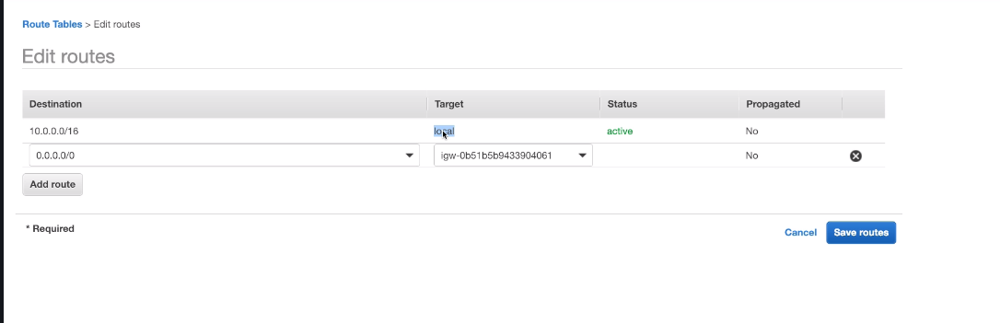 Route Tables > Edit routes
Edit routes
Destination Target Status Propagated
10.0.0.0/16 local active No
0.0.0.0/0 igw-0b51b5b9433904061 No
Add route
* Required
Cancel Save routes